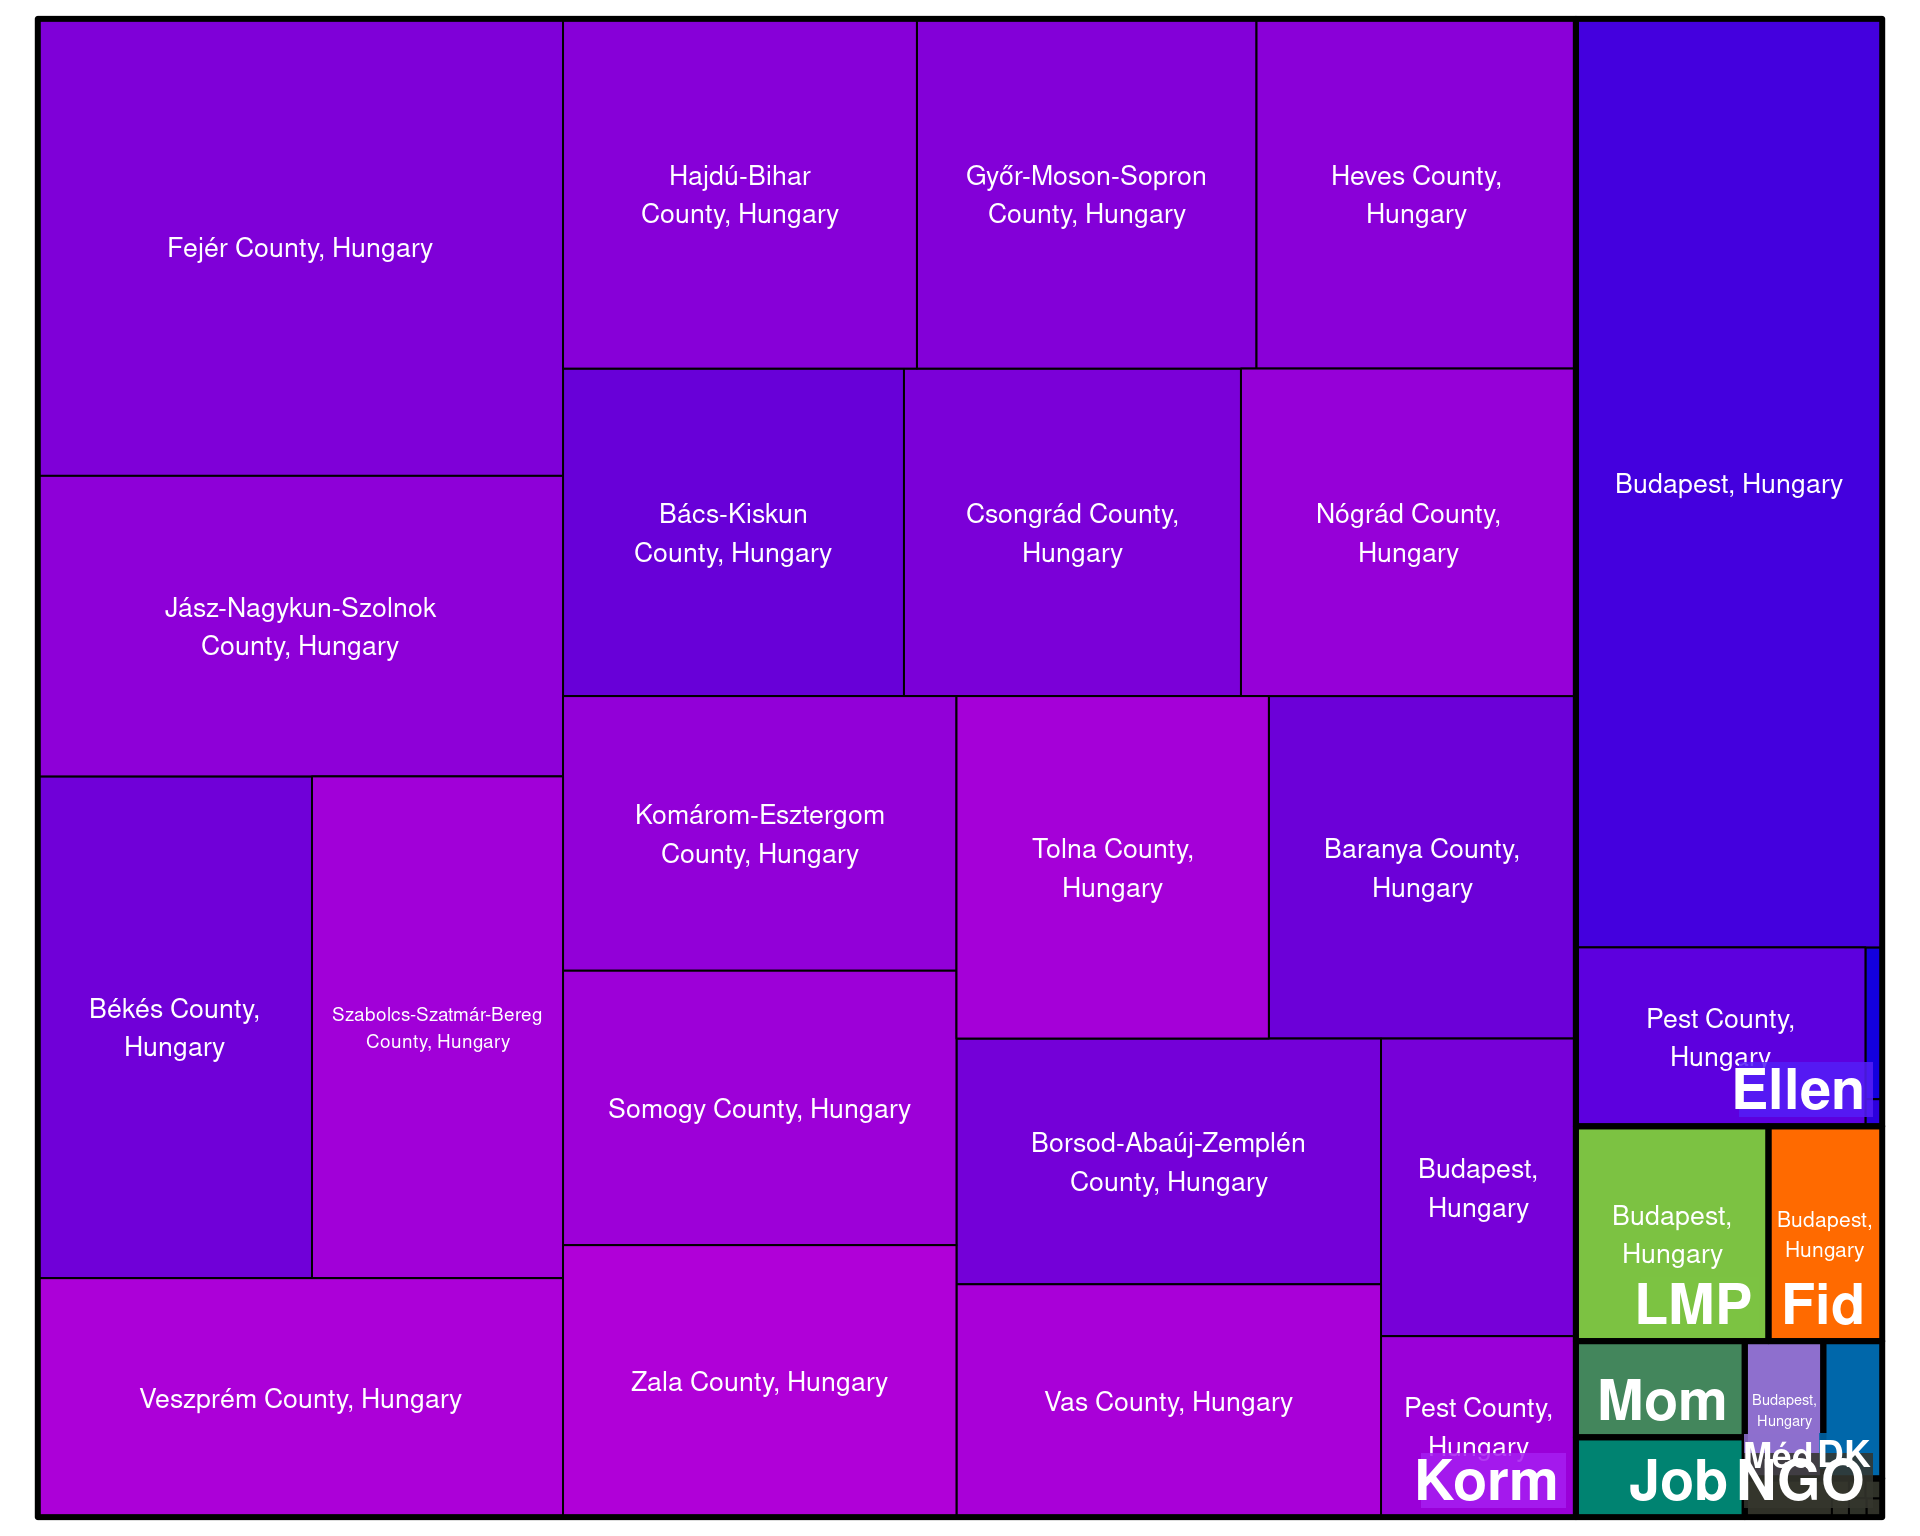 Fejér County, Hungary
Hajdú-Bihar
County, Hungary
Győr-Moson-Sopron
County, Hungary
Heves County,
Hungary
Budapest, Hungary
Bács-Kiskun
County, Hungary
Csongrád County,
Hungary
Nógrád County,
Hungary
Jász-Nagykun-Szolnok
County, Hungary
Komárom-Esztergom
County, Hungary
Tolna County,
Hungary
Baranya County,
Hungary
Békés County,
Hungary
Szabolcs-Szatmár-Bereg
County, Hungary
Pest County,
Hungary
Ellen
Somogy County, Hungary
Borsod-Abaúj-Zemplén
County, Hungary
Budapest,
Hungary
Budapest,
Hungary
LMP
Budapest,
Hungary
Fid
Veszprém County, Hungary
Zala County, Hungary
Vas County, Hungary
Pest County,
Hungary
Korm
Mom
Budapest,
Hungary
Méd
DK
Job
NGO